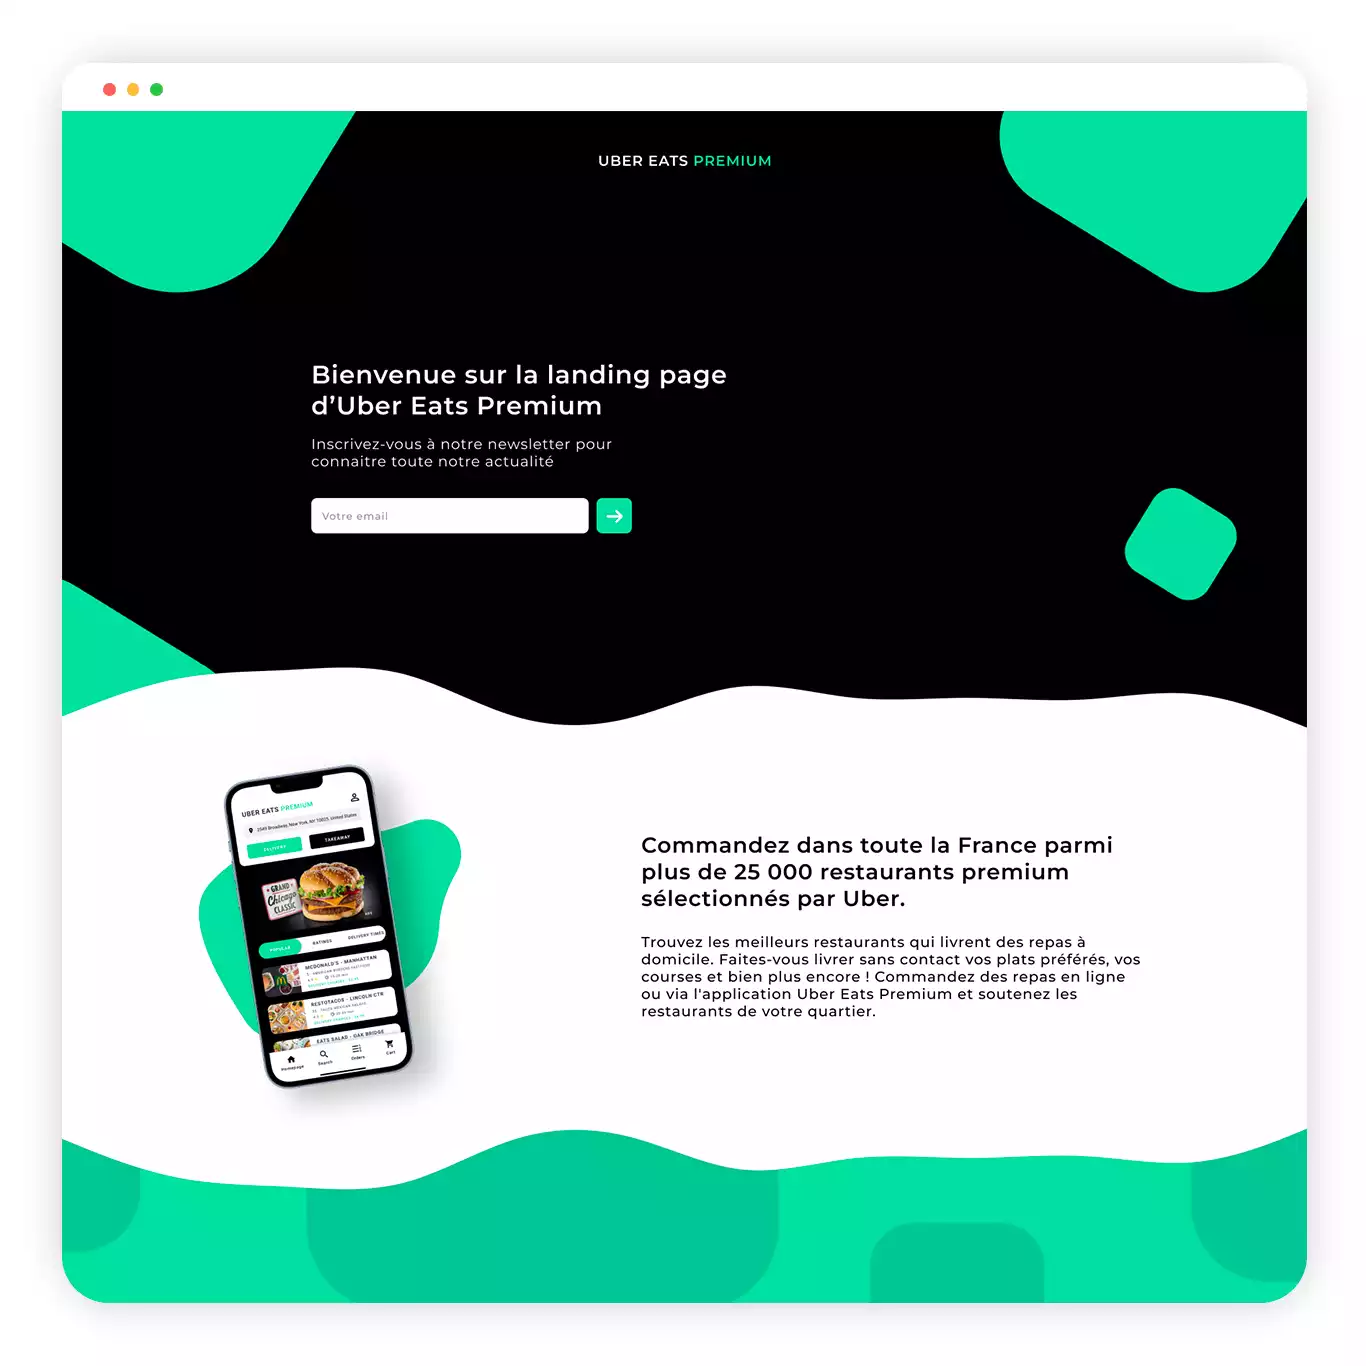 UBER EATS PREMIUM
Bienvenue sur la landing page
d’Uber Eats Premium
Inscrivez-vous à notre newsletter pour
connaitre toute notre actualité
Votre email
UBER EATS PREMIUM
2049 Broadway, New York, NY 10023, United States
DELIVERY
TAKEAWAY
GRAND
Chicago
CLASSIC
POPULAR
RATINGS
DELIVERY TIMES
MCDONALD'S - MANHATTAN
RESTOTACOS - LINCOLN CTR
EATS SALAD - OAK BRIDGE
Homepage
Search
Orders
Cart
Commandez dans toute la France parmi
plus de 25 000 restaurants premium
sélectionnés par Uber.
Trouvez les meilleurs restaurants qui livrent des repas à
domicile. Faites-vous livrer sans contact vos plats préférés, vos
courses et bien plus encore ! Commandez des repas en ligne
ou via l'application Uber Eats Premium et soutenez les
restaurants de votre quartier.